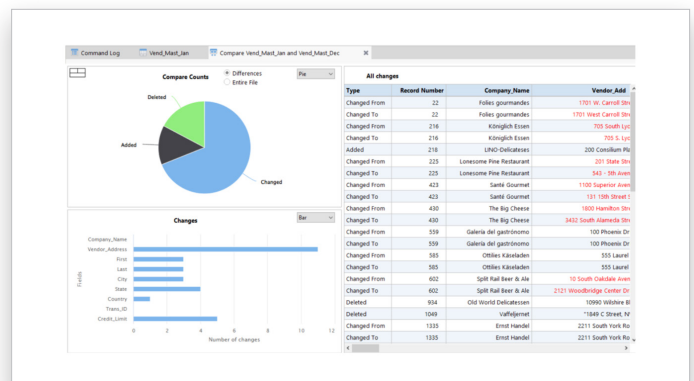 Command Log
Vend_Mast_Jan
Compare Vend_Mast_Jan and Vend_Mast_Dec
Compare Counts
Differences
Entire File
Pie
Deleted
Added
Changed
Changes
Bar
Fields
Company_Name
Vendor_Address
First
Last
City
State
Country
Trans_ID
Credit_Limit
0 2 4 6 8 10 12
Number of changes
All changes
Type Record Number Company_Name Vendor_Add
Changed From 22 Folies gourmandes 1701 W. Carroll Stre
Changed To 22 Folies gourmandes 1701 West Carroll Stre
Changed From 216 Königlich Essen 705 South Lyo
Changed To 216 Königlich Essen 705 S. Lyo
Added 218 LINO-Delicateses 200 Consilium Pla
Changed From 225 Lonesome Pine Restaurant 201 State Stre
Changed To 225 Lonesome Pine Restaurant 543 - 5th Aven
Changed From 423 Santé Gourmet 1100 Superior Aven
Changed To 423 Santé Gourmet 131 15th Street S
Changed From 430 The Big Cheese 1800 Hamilton Stre
Changed To 430 The Big Cheese 3432 South Alameda Stre
Changed From 559 Galería del gastrónomo 100 Phoenix Dr
Changed To 559 Galería del gastrónomo 100 Phoenix Dr
Changed From 585 Ottilies Käseladen 555 Laurel
Changed To 585 Ottilies Käseladen 555 Laurel
Changed From 602 Split Rail Beer & Ale 10 South Oakdale Aven
Changed To 602 Split Rail Beer & Ale 2121 Woodbridge Center Dr
Deleted 934 Old World Delicatessen 10990 Wilshire Bl
Deleted 1049 Vaffeljernet "1849 C Street, N
Changed From 1335 Ernst Handel 2211 South York Ro
Changed To 1335 Ernst Handel 2211 South York Ro